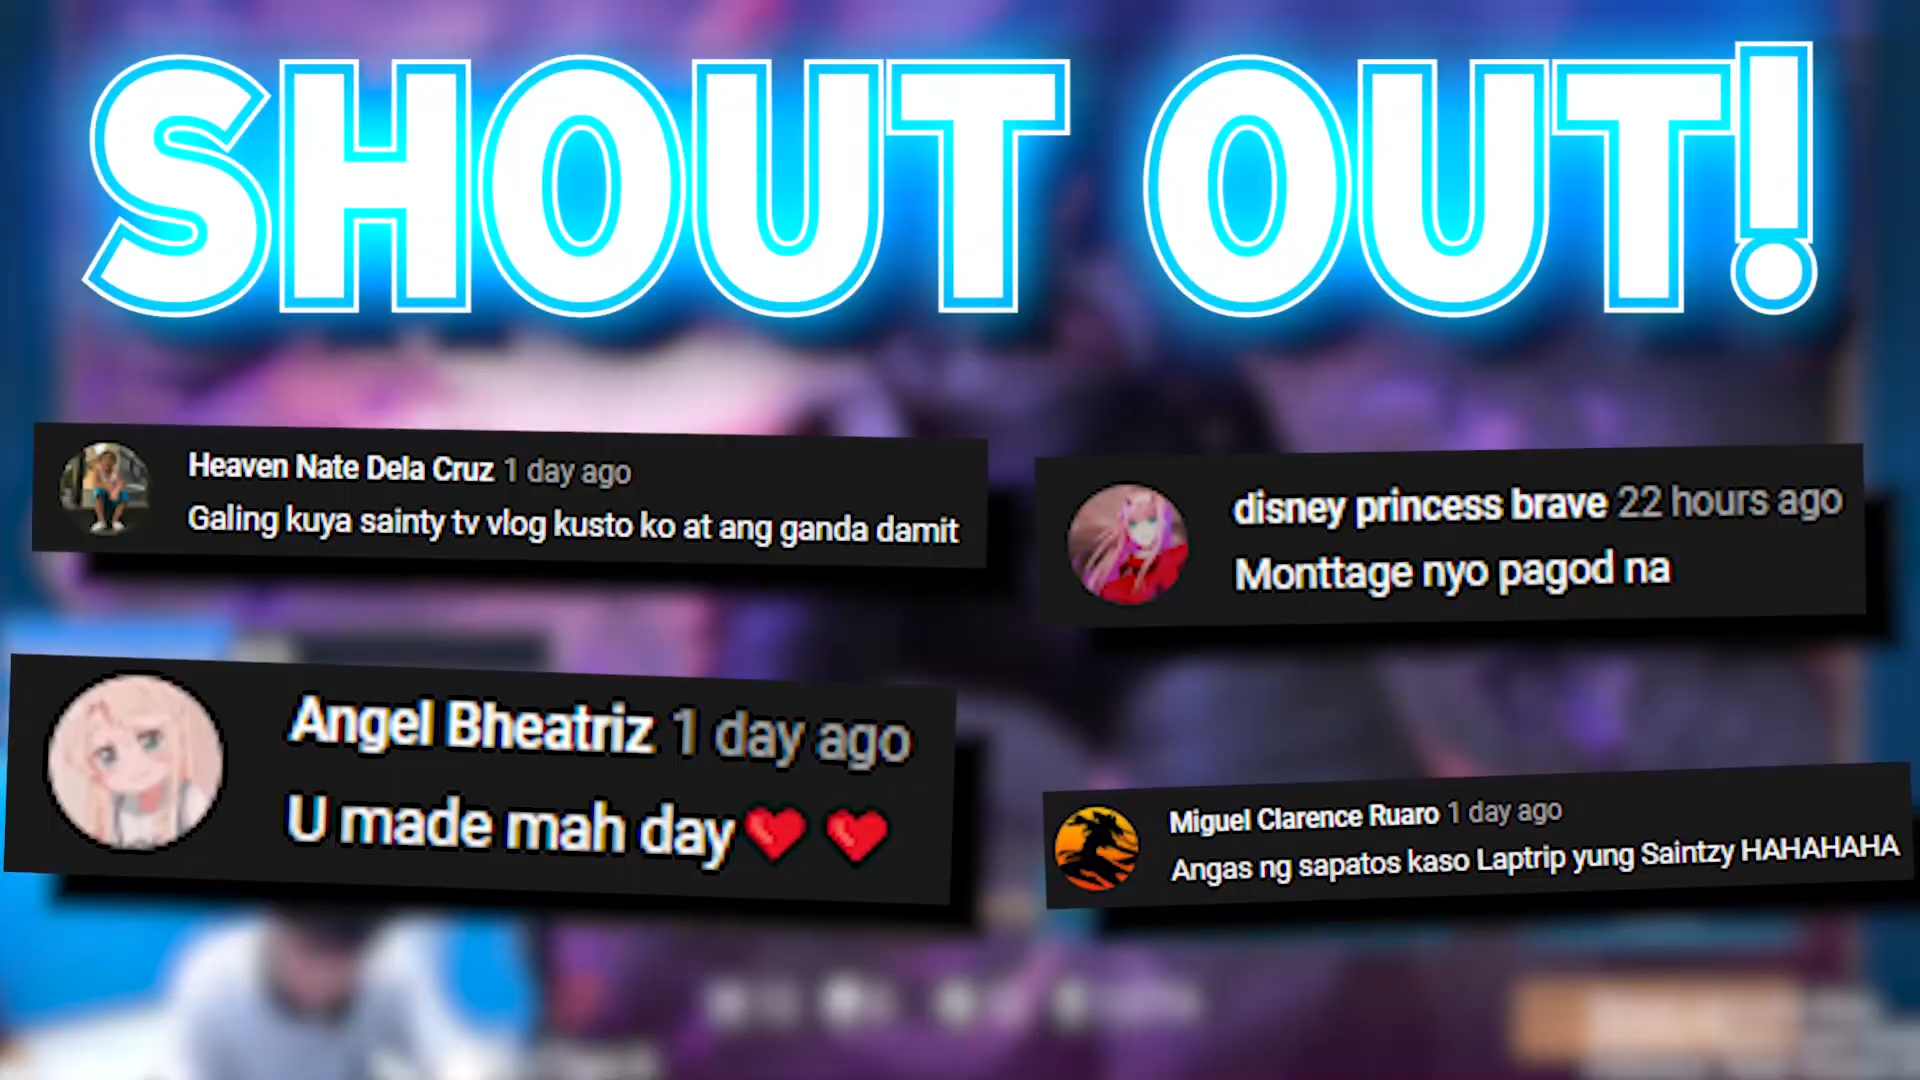 SHOUT OUT!
Heaven Nate Dela Cruz 1 day ago
Galing kuya sainty tv vlog kusto ko at ang ganda damit
disney princess brave 22 hours ago
Monttage nyo pagod na
Angel Bheatriz 1 day ago
U made mah day❤️ ❤️
Miguel Clarence Ruaro 1 day ago
Angas ng sapatos kaso Laptrip yung Saintzy HAHAHAHA